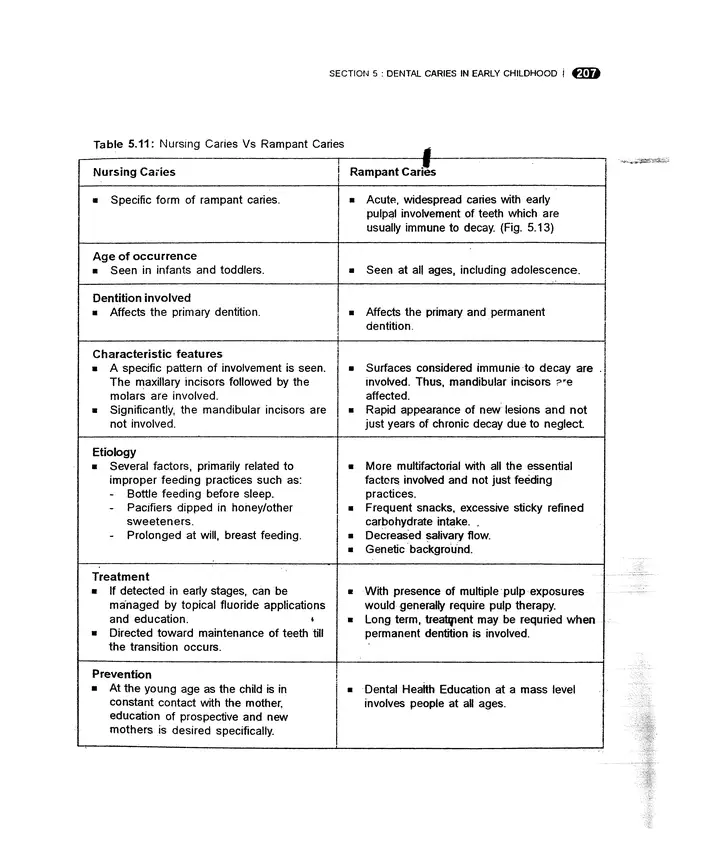 SECTION 5 : DENTAL CARIES IN EARLY CHILDHOOD | 207
Table 5.11: Nursing Caries Vs Rampant Caries
Nursing Caries
Rampant Caries
▪ Specific form of rampant caries.
▪ Acute, widespread caries with early
pulpal involvement of teeth which are
usually immune to decay. (Fig. 5.13)
Age of occurrence
▪ Seen in infants and toddlers.
▪ Seen at all ages, including adolescence.
Dentition involved
▪ Affects the primary dentition.
▪ Affects the primary and permanent
dentition.
Characteristic features
▪ A specific pattern of involvement is seen.
The maxillary incisors followed by the
molars are involved.
▪ Significantly, the mandibular incisors are
not involved.
▪ Surfaces considered immunie to decay are
involved. Thus, mandibular incisors are
affected.
▪ Rapid appearance of new lesions and not
just years of chronic decay due to neglect.
Etiology
▪ Several factors, primarily related to
improper feeding practices such as:
- Bottle feeding before sleep.
- Pacifiers dipped in honey/other
sweeteners.
- Prolonged at will, breast feeding.
▪ More multifactorial with all the essential
factors involved and not just feeding
practices.
▪ Frequent snacks, excessive sticky refined
carbohydrate intake.
▪ Decreased salivary flow.
▪ Genetic background.
Treatment
▪ If detected in early stages, can be
managed by topical fluoride applications
and education.
▪ Directed toward maintenance of teeth till
the transition occurs.
▪ With presence of multiple pulp exposures
would generally require pulp therapy.
▪ Long term, treatment may be requried when
permanent dentition is involved.
Prevention
▪ At the young age as the child is in
constant contact with the mother,
education of prospective and new
mothers is desired specifically.
▪ Dental Health Education at a mass level
involves people at all ages.